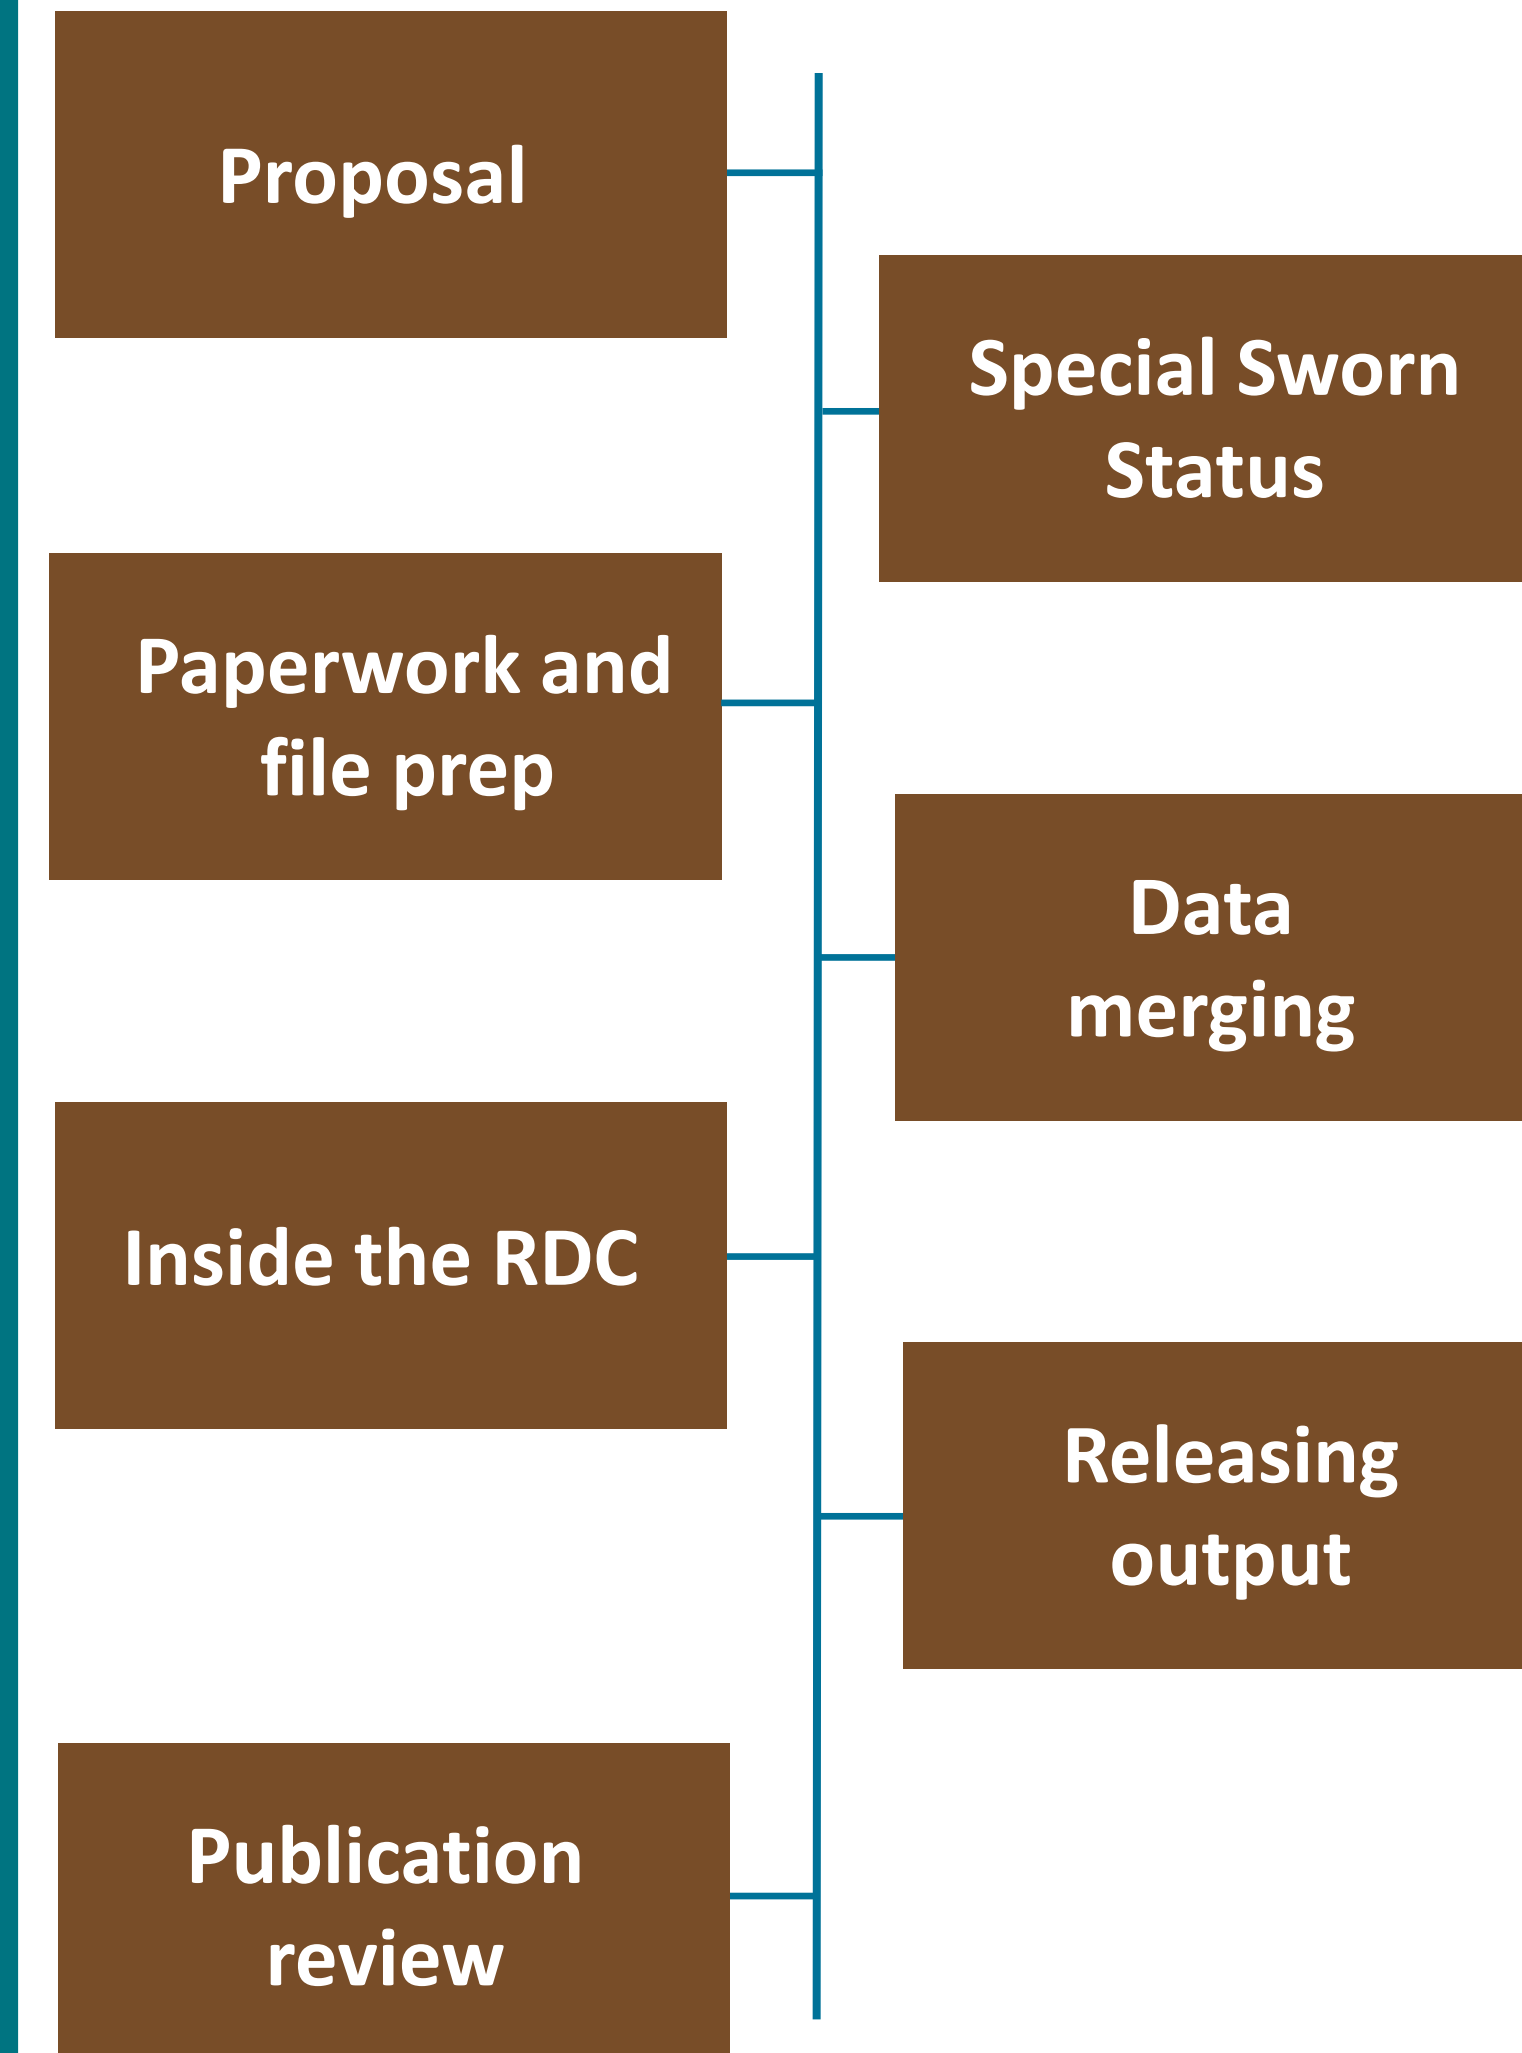 Proposal
Special Sworn
Status
Paperwork and
file prep
Data
merging
Inside the RDC
Releasing
output
Publication
review